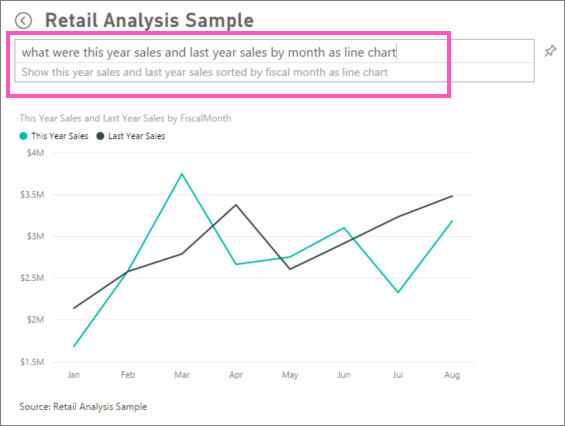 Retail Analysis Sample
what were this year sales and last year sales by month as line chart
Show this year sales and last year sales sorted by fiscal month as line chart
This Year Sales and Last Year Sales by FiscalMonth
This Year Sales Last Year Sales
$4M
$3.5M
$3M
$2.5M
$2M
$1.5M
Jan Feb Mar Apr May Jun Jul Aug
Source: Retail Analysis Sample